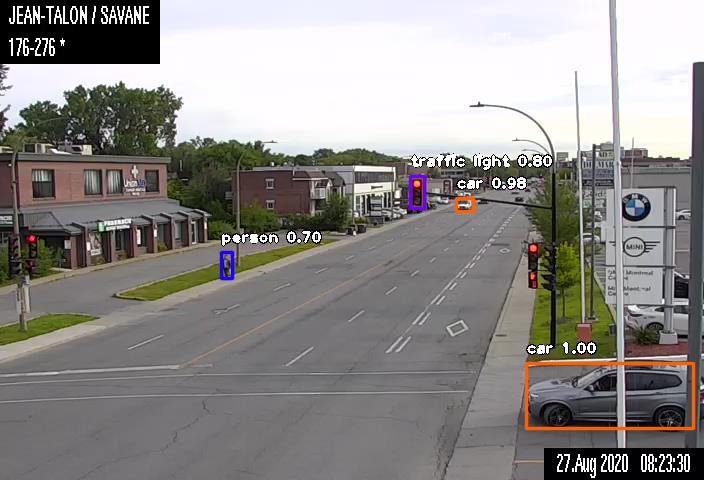 JEAN-TALON / SAVANE
176-276 *
traffic light 0.80
car 0.98
person 0.70
car 1.00
BMW
MINI
27.Aug 2020 08:23:30